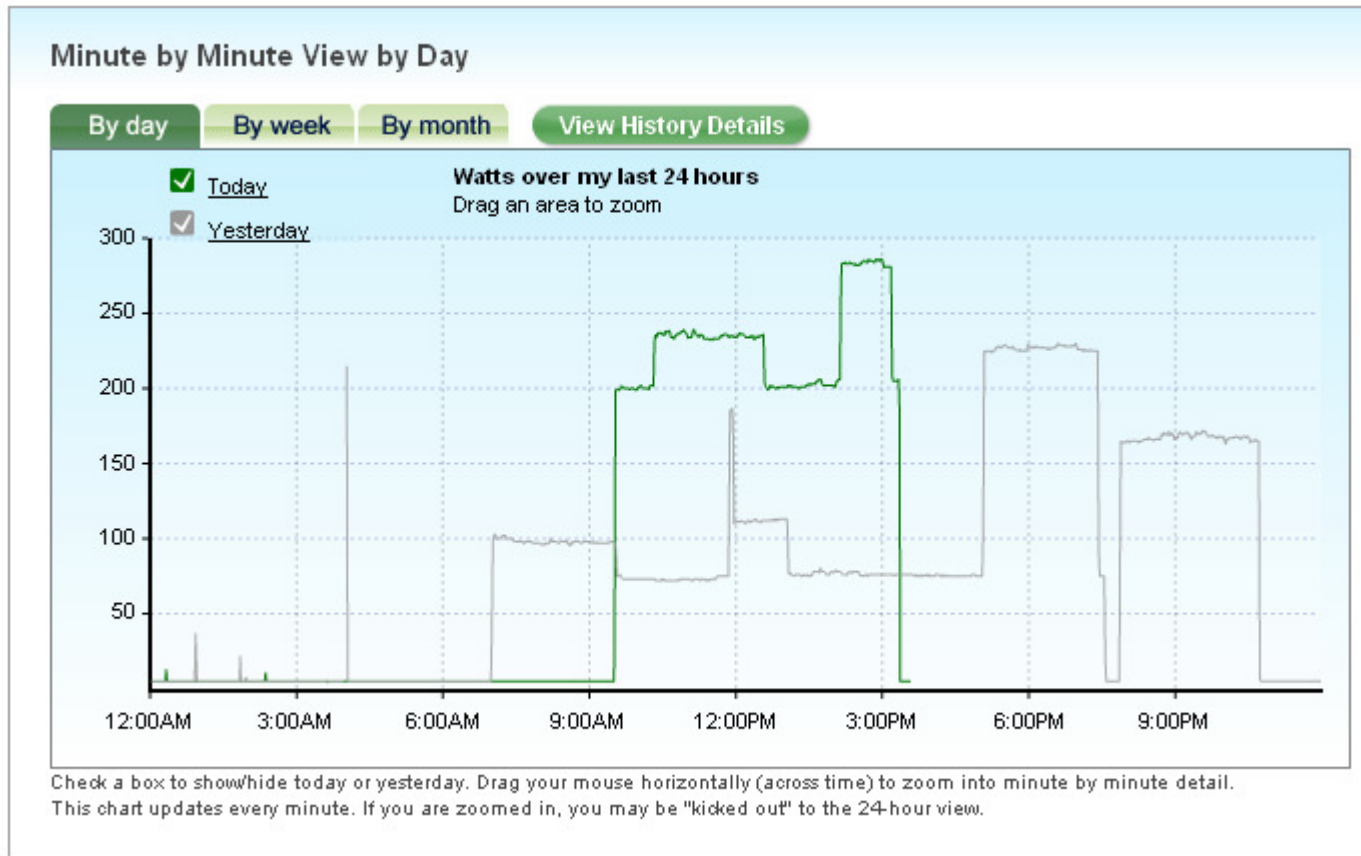 Minute by Minute View by Day
By day By week By month View History Details
Today
Yesterday
Watts over my last 24 hours
Drag an area to zoom
300
250
200
150
100
50
12:00AM 3:00AM 6:00AM 9:00AM 12:00PM 3:00PM 6:00PM 9:00PM
Check a box to show/hide today or yesterday. Drag your mouse horizontally (across time) to zoom into minute by minute detail.
This chart updates every minute. If you are zoomed in, you may be "kicked out" to the 24-hour view.